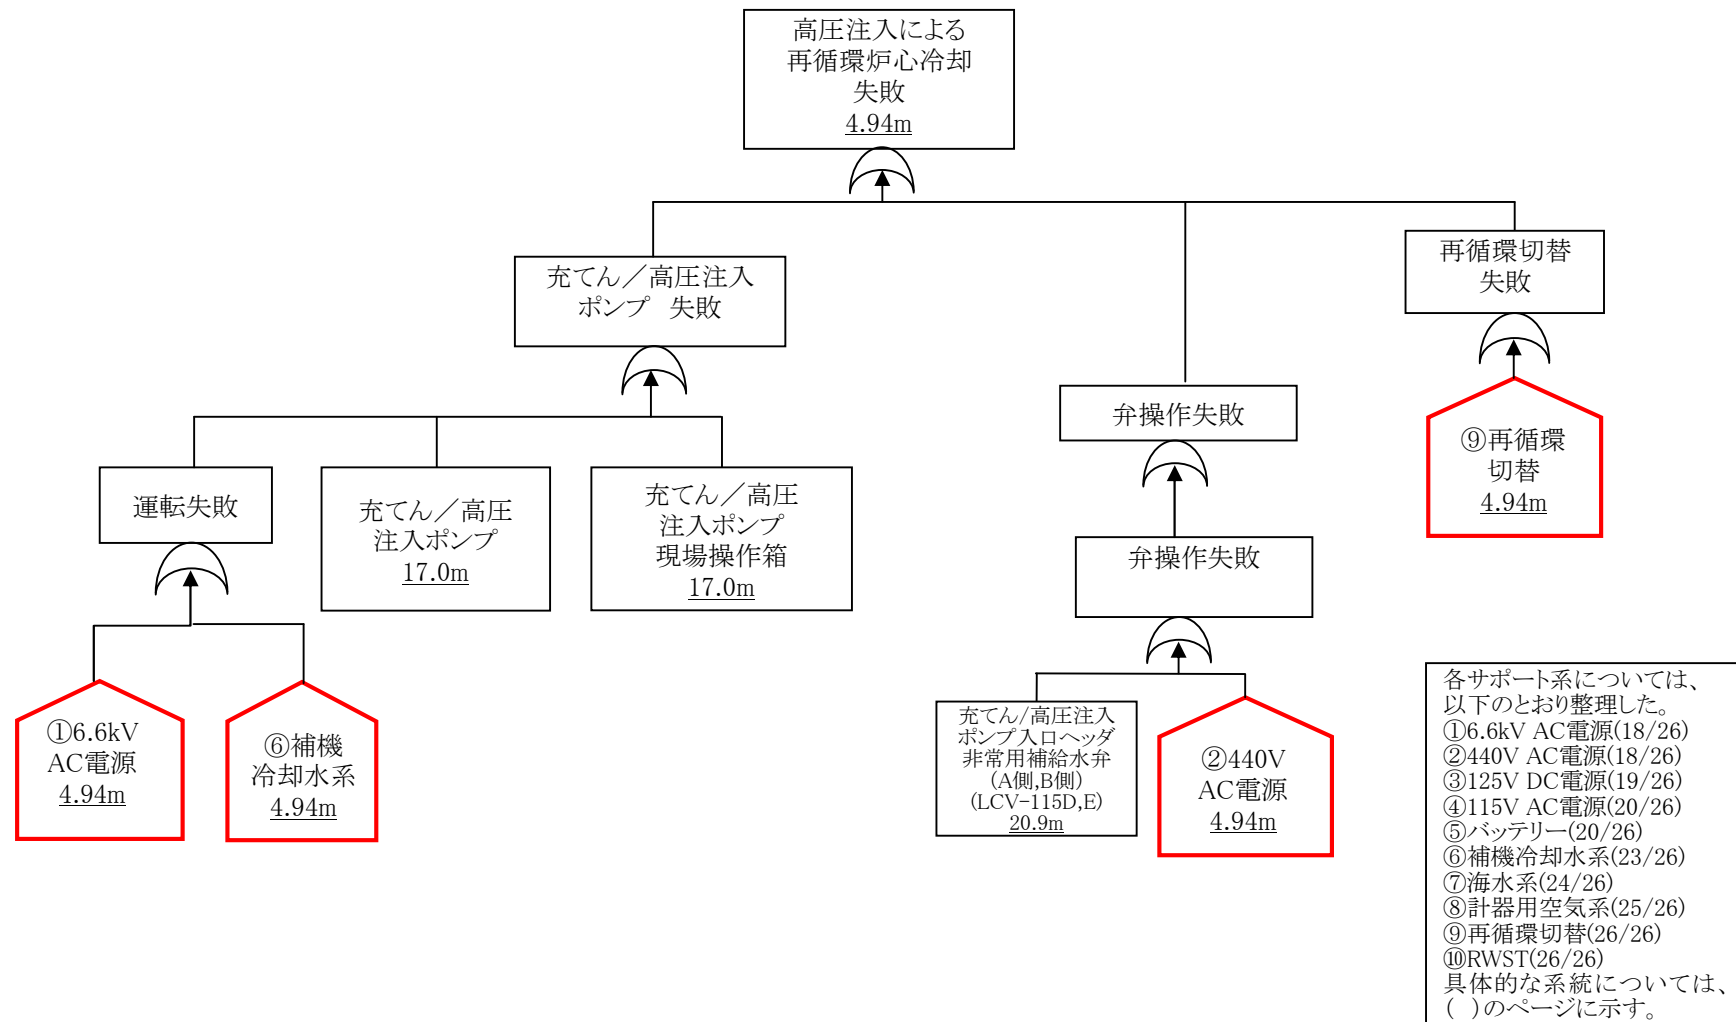 高圧注入による
再循環炉心冷却
失敗
4.94m
充てん／高圧注入
ポンプ　失敗
再循環切替
失敗
弁操作失敗
⑨再循環
切替
4.94m
運転失敗
充てん／高圧
注入ポンプ
17.0m
充てん／高圧
注入ポンプ
現場操作箱
17.0m
弁操作失敗
①6.6kV
AC電源
4.94m
⑥補機
冷却水系
4.94m
充てん/高圧注入
ポンプ入口ヘッダ
非常用補給水弁
(A側,B側)
(LCV-115D,E)
20.9m
②440V
AC電源
4.94m
各サポート系については、
以下のとおり整理した。
①6.6kV AC電源(18/26)
②440V AC電源(18/26)
③125V DC電源(19/26)
④115V AC電源(20/26)
⑤バッテリー(20/26)
⑥補機冷却水系(23/26)
⑦海水系(24/26)
⑧計器用空気系(25/26)
⑨再循環切替(26/26)
⑩RWST(26/26)
具体的な系統については、
(　)のページに示す。